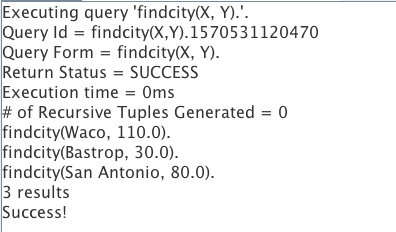 Executing query 'findcity(X, Y).'.
Query Id = findcity(X,Y).1570531120470
Query Form = findcity(X, Y).
Return Status = SUCCESS
Execution time = 0ms
# of Recursive Tuples Generated = 0
findcity(Waco, 110.0).
findcity(Bastrop, 30.0).
findcity(San Antonio, 80.0).
3 results
Success!